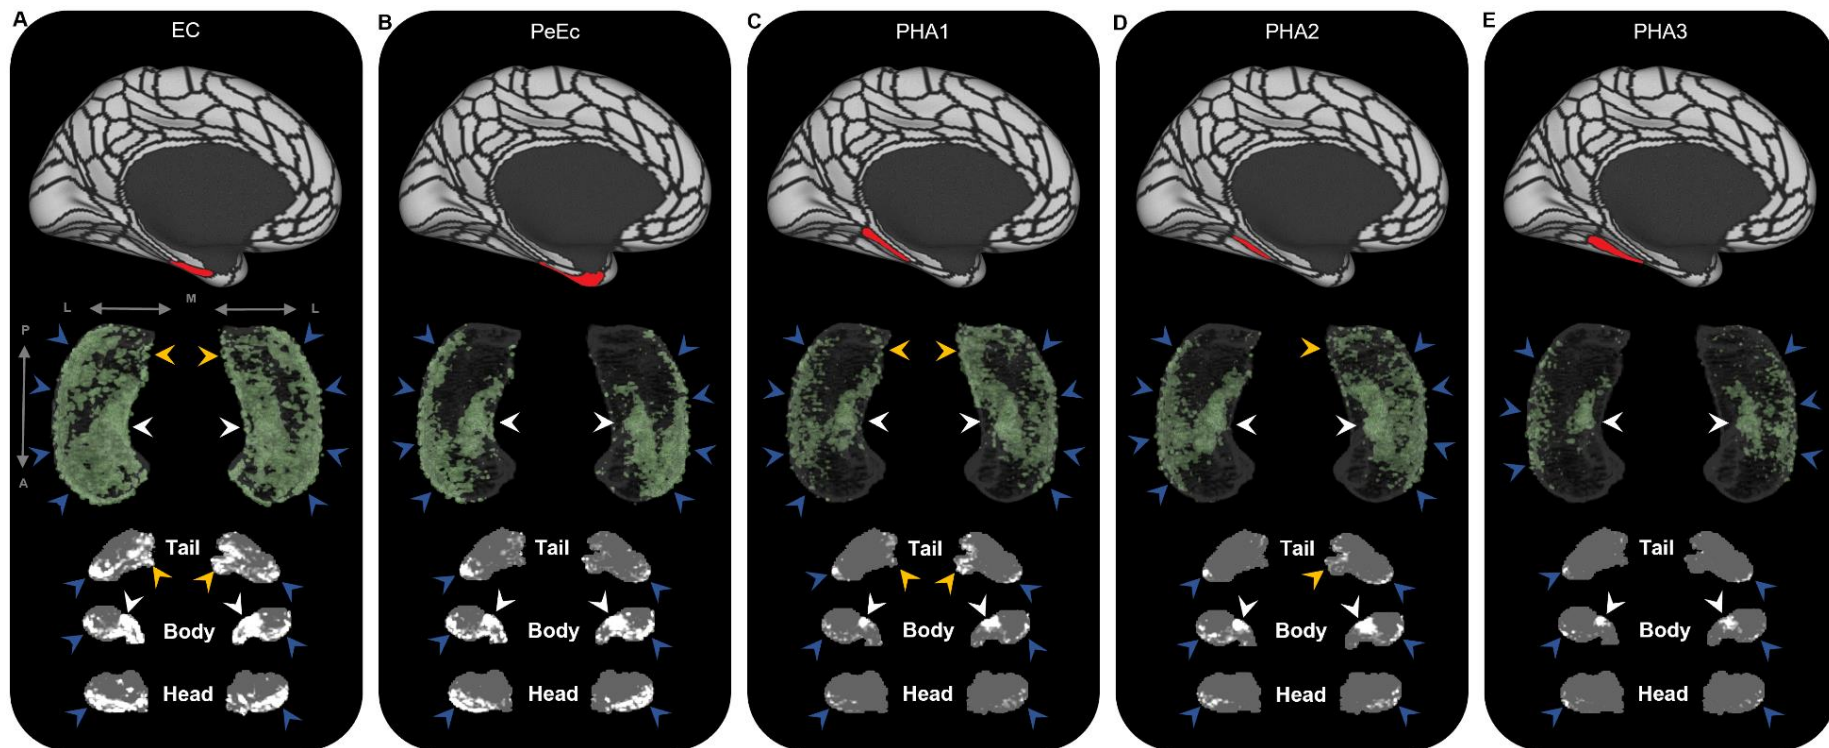 A
EC
B
PeEc
C
PHA1
D
PHA2
E
PHA3
L
M
L
P
A
Tail
Tail
Tail
Tail
Tail
Body
Body
Body
Body
Body
Head
Head
Head
Head
Head